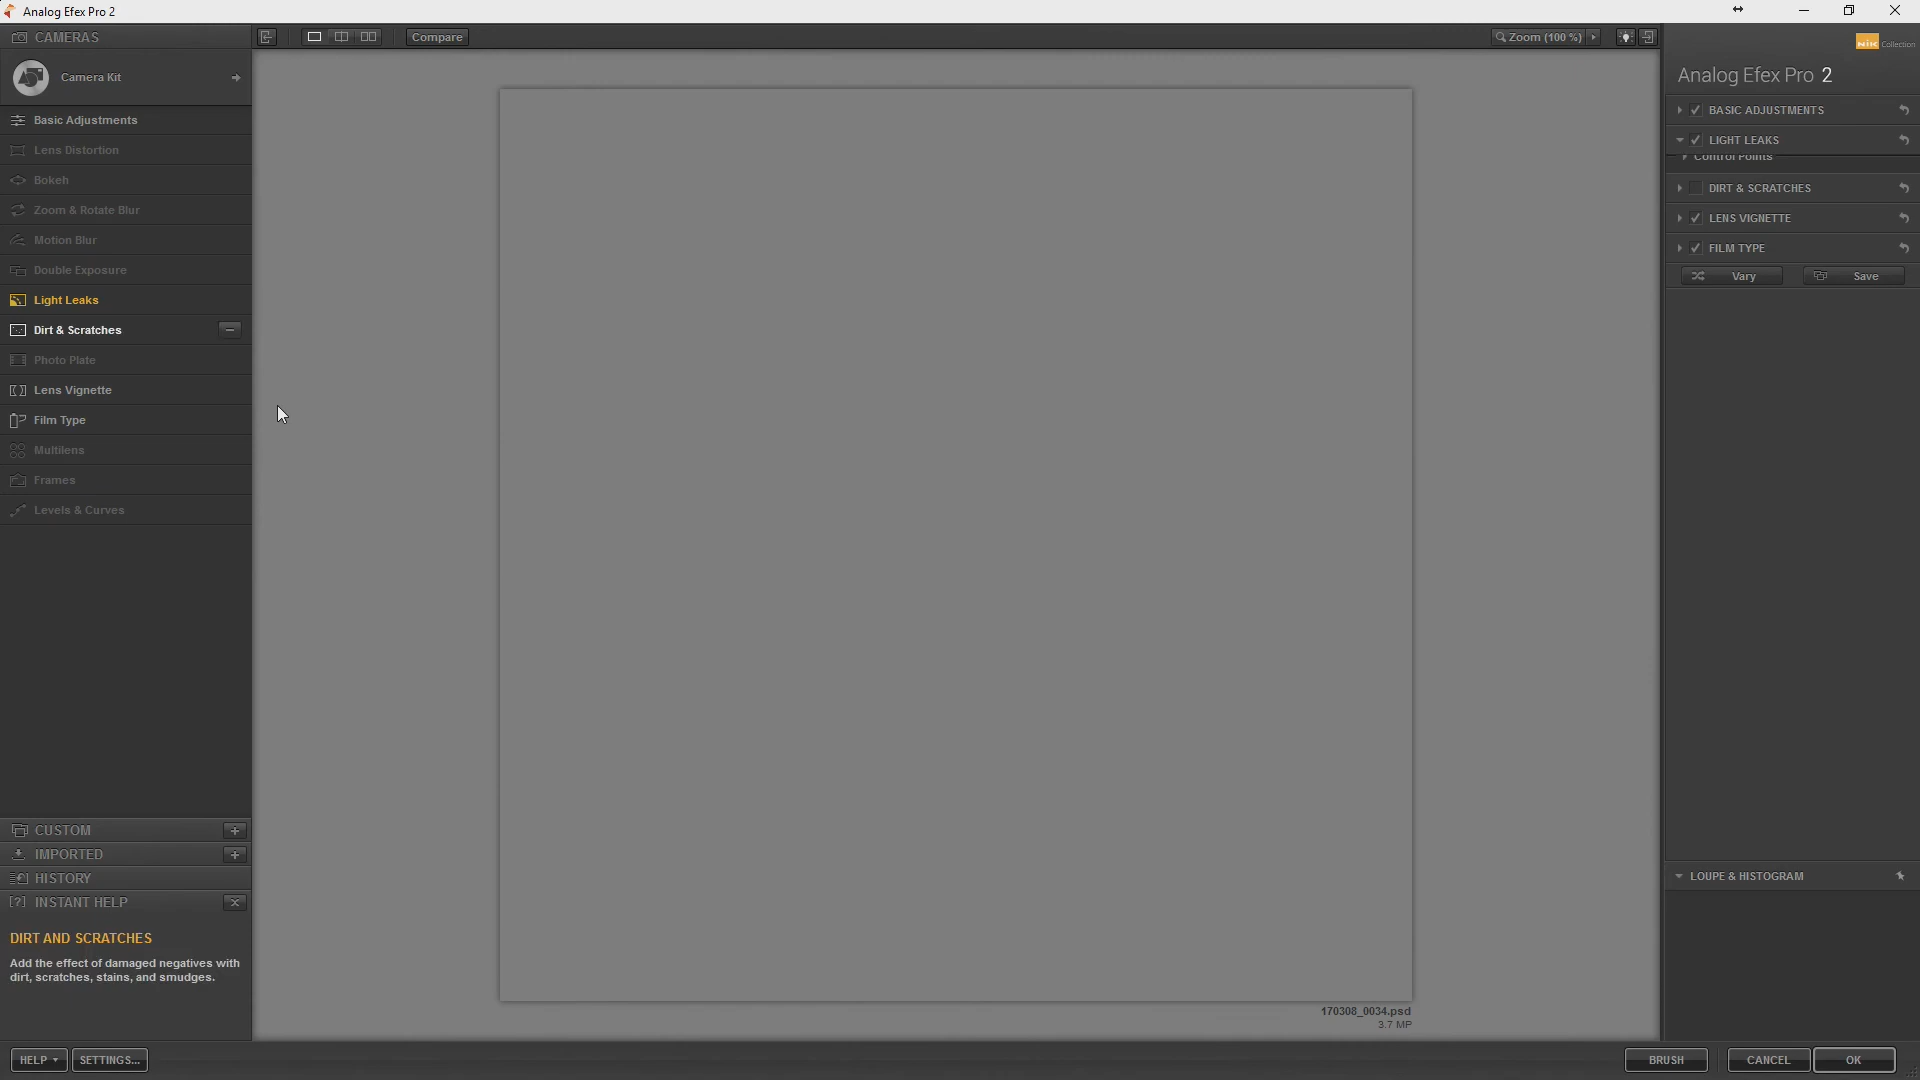 Analog Efex Pro 2
CAMERAS
Compare
Zoom (100 %)
Camera Kit
Basic Adjustments
Lens Distortion
Bokeh
Zoom & Rotate Blur
Motion Blur
Double Exposure
Light Leaks
Dirt & Scratches
Photo Plate
Lens Vignette
Film Type
Multilens
Frames
Levels & Curves
CUSTOM
IMPORTED
HISTORY
[?] INSTANT HELP
DIRT AND SCRATCHES
Add the effect of damaged negatives with
dirt, scratches, stains, and smudges.
HELP
SETTINGS...
170308_0034.psd
3.7 MP
Nik Collection
Analog Efex Pro 2
BASIC ADJUSTMENTS
LIGHT LEAKS
Control Points
DIRT & SCRATCHES
LENS VIGNETTE
FILM TYPE
Vary
Save
LOUPE & HISTOGRAM
BRUSH
CANCEL
OK